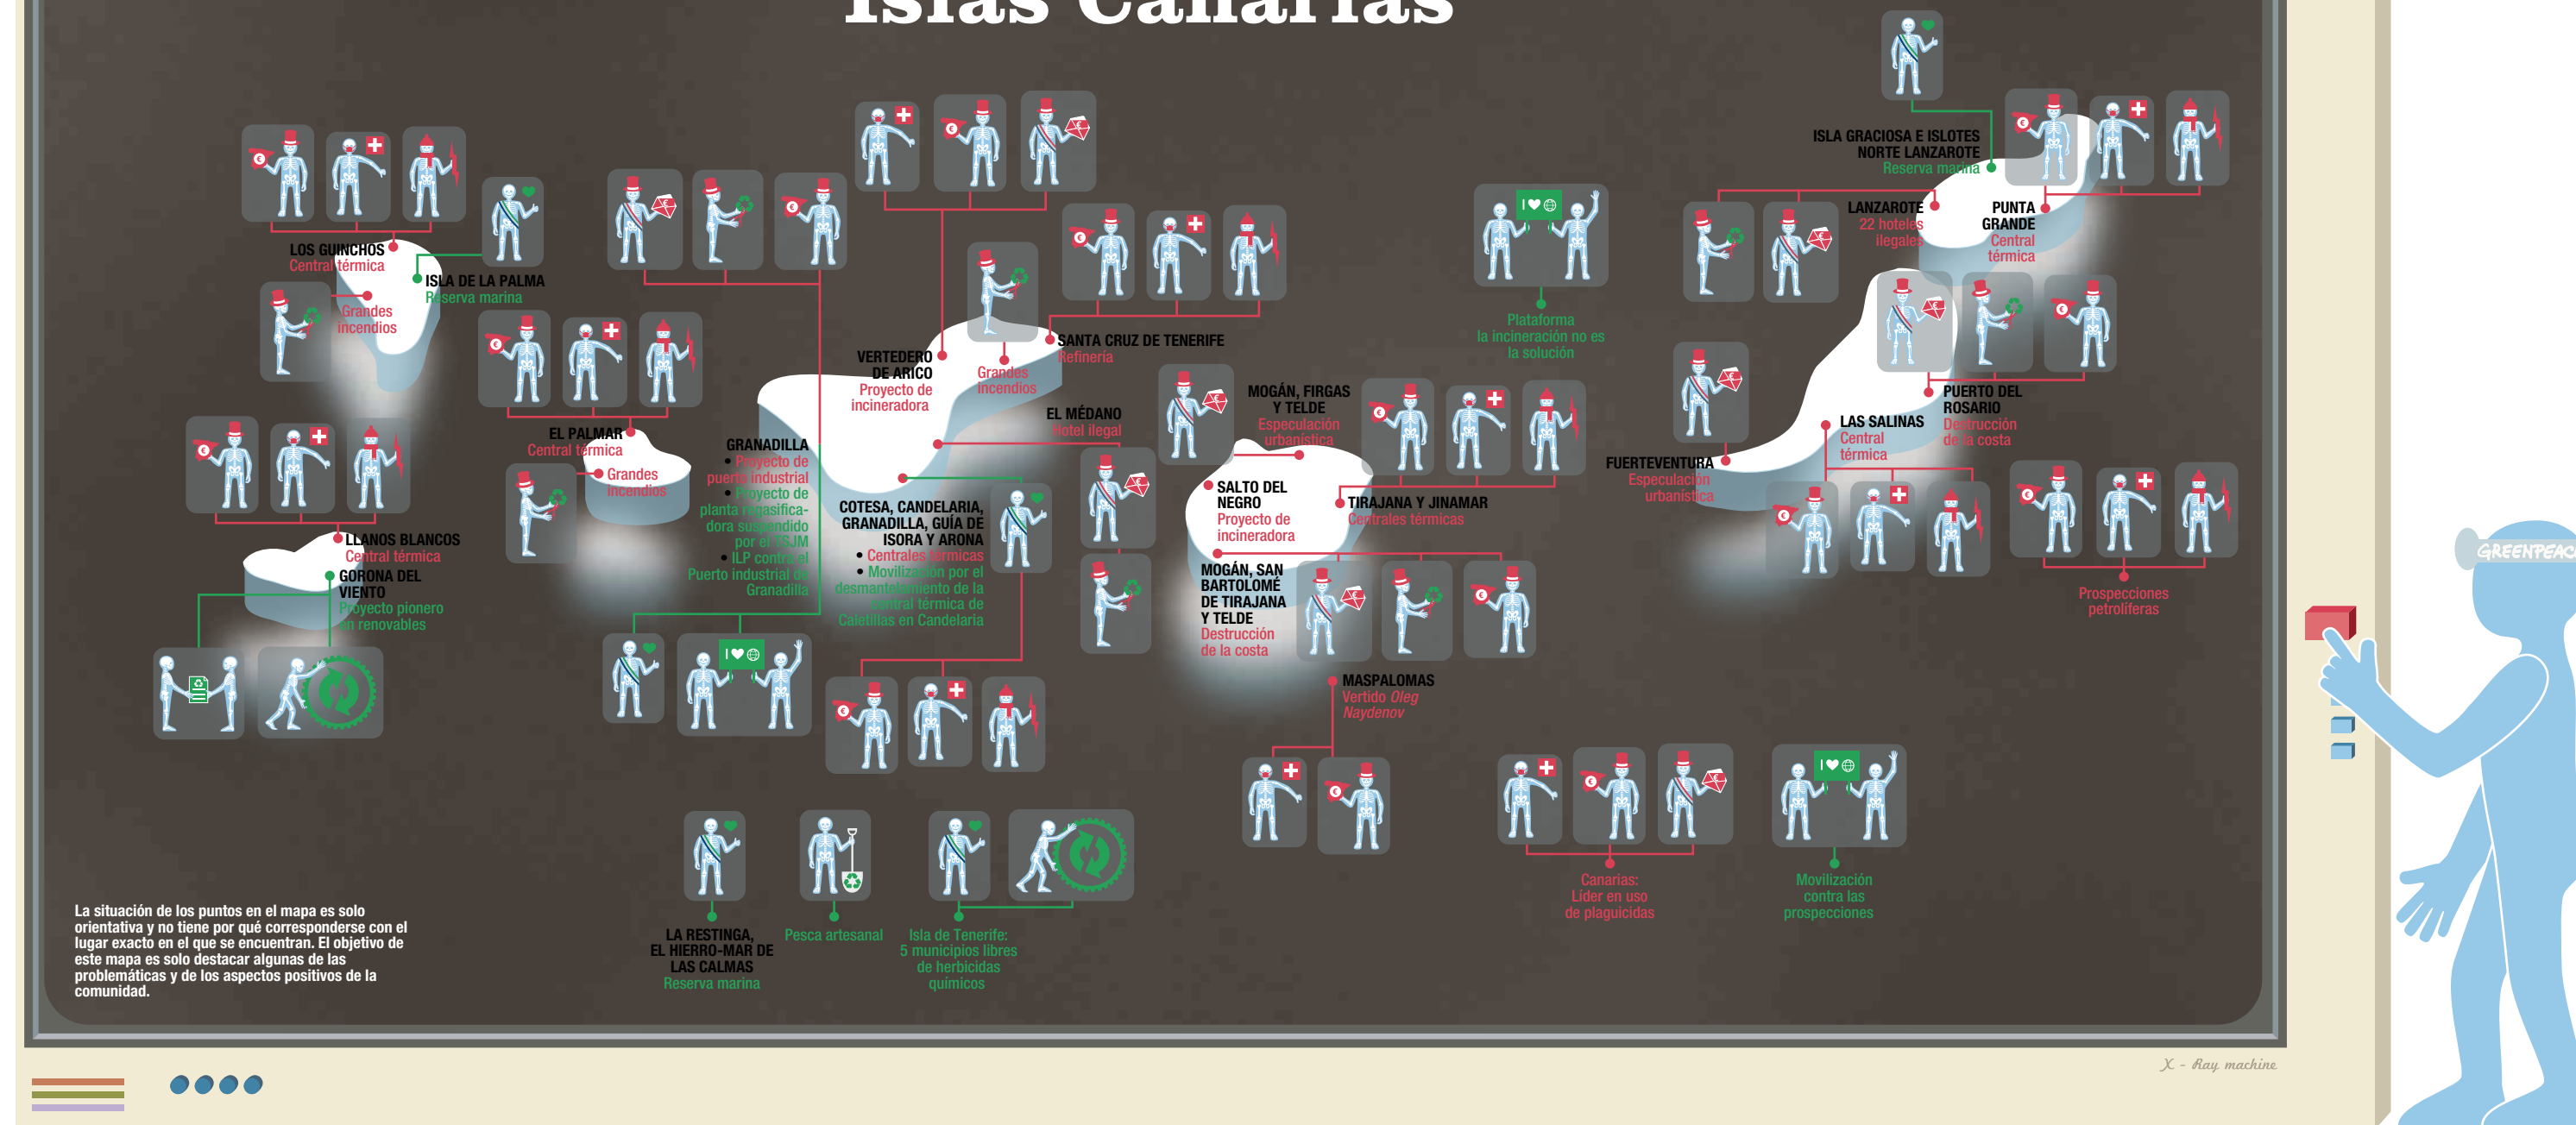 Islas Canarias
LOS GUINCHOS
Central térmica
ISLA DE LA PALMA
Reserva marina
Grandes
incendios
EL PALMAR
Central térmica
Grandes
incendios
LLANOS BLANCOS
Central térmica
GORONA DEL
VIENTO
Proyecto pionero
en renovables
GRANADILLA
• Proyecto de
puerto industrial
• Proyecto de
planta regasifica-
dora suspendido
por el TSJM
• ILP contra el
Puerto industrial de
Granadilla
VERTEDERO
DE ARICO
Proyecto de
incineradora
Grandes
incendios
SANTA CRUZ DE TENERIFE
Refinería
EL MÉDANO
Hotel ilegal
COTESA, CANDELARIA,
GRANADILLA, GUÍA DE
ISORA Y ARONA
• Centrales térmicas
• Movilización por el
desmantelamiento de la
central térmica de
Caletillas en Candelaria
MOGÁN, FIRGAS
Y TELDE
Especulación
urbanística
SALTO DEL
NEGRO
Proyecto de
incineradora
TIRAJANA Y JINAMAR
Centrales térmicas
MOGÁN, SAN
BARTOLOMÉ
DE TIRAJANA
Y TELDE
Destrucción
de la costa
MASPALOMAS
Vertido Oleg
Naydenov
I ♥
Plataforma
la incineración no es
la solución
ISLA GRACIOSA E ISLOTES
NORTE LANZAROTE
Reserva marina
LANZAROTE
22 hoteles
ilegales
PUNTA
GRANDE
Central
térmica
PUERTO DEL
ROSARIO
Destrucción
de la costa
LAS SALINAS
Central
térmica
FUERTEVENTURA
Especulación
urbanística
Prospecciones
petrolíferas
I ♥
LA RESTINGA,
EL HIERRO-MAR DE
LAS CALMAS
Reserva marina
Pesca artesanal
Isla de Tenerife:
5 municipios libres
de herbicidas
químicos
Canarias:
Líder en uso
de plaguicidas
I ♥
Movilización
contra las
prospecciones
La situación de los puntos en el mapa es solo
orientativa y no tiene por qué corresponderse con el
lugar exacto en el que se encuentran. El objetivo de
este mapa es solo destacar algunas de las
problemáticas y de los aspectos positivos de la
comunidad.
GREENPEAC
X - Ray machine